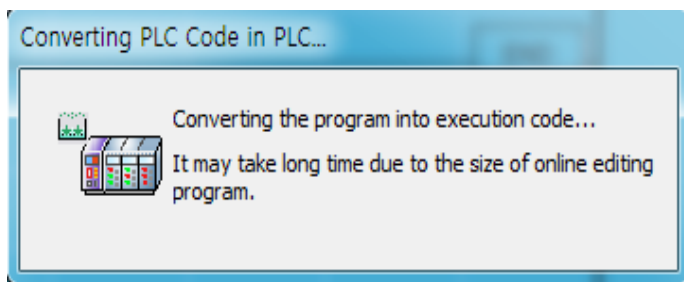 Converting PLC Code in PLC...
Converting the program into execution code...
It may take long time due to the size of online editing
program.